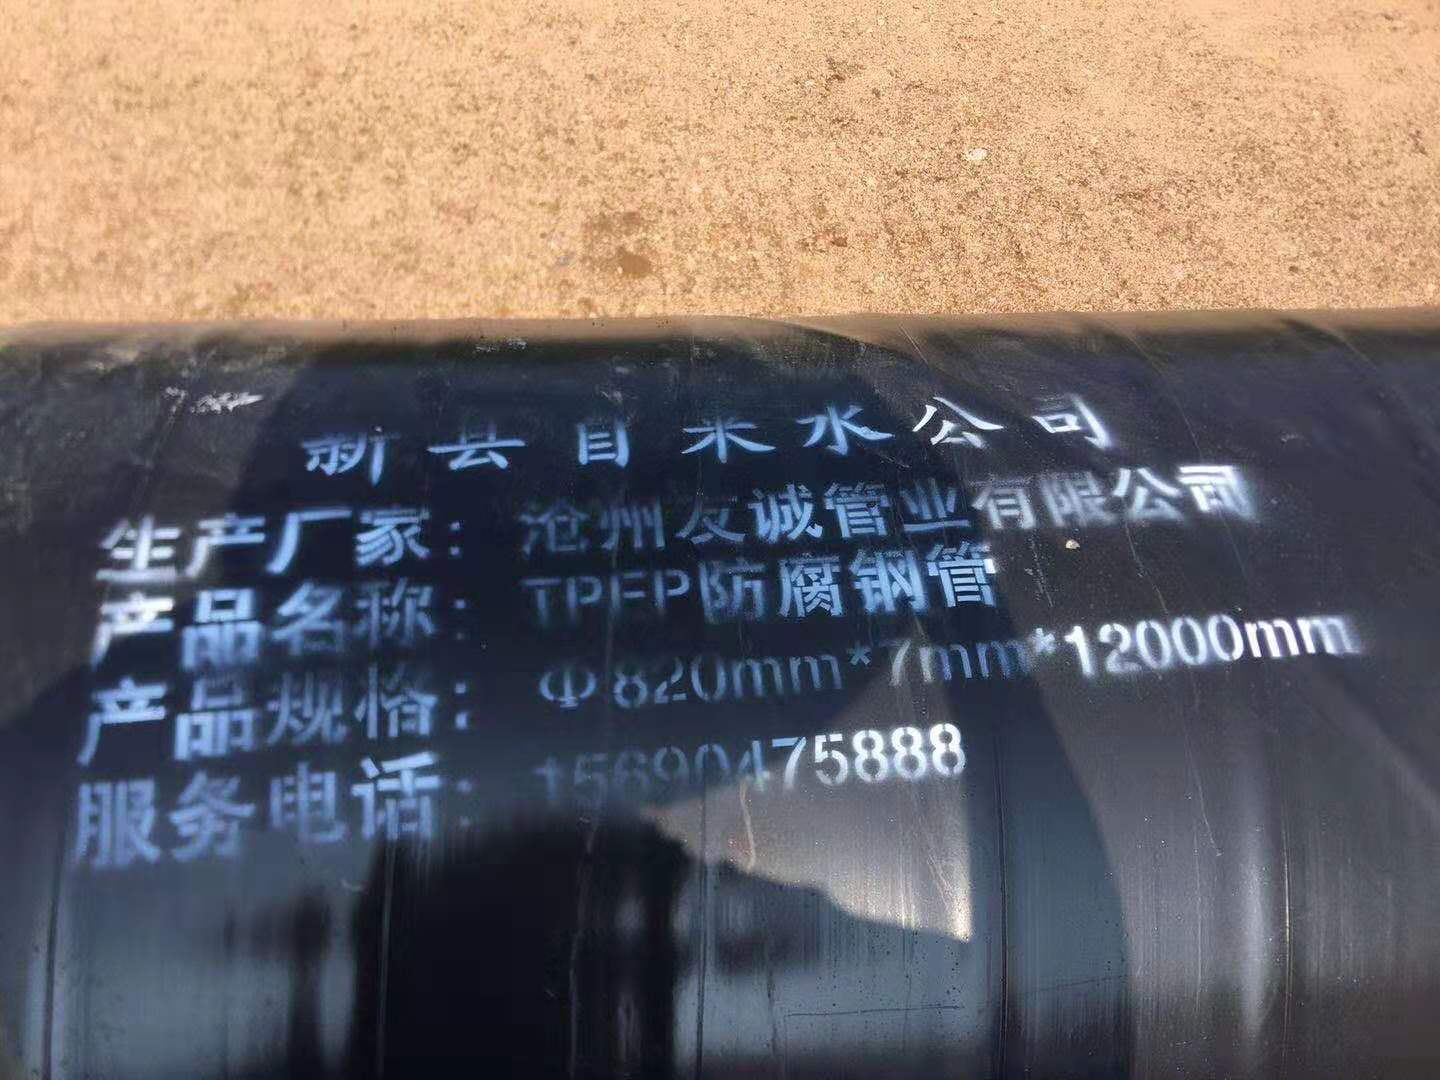 新县自来水公司
生产厂家：沧州友诚管业有限公司
产品名称：TPEP防腐钢管
产品规格：Φ820mm*7mm*12000mm
服务电话：15690475888